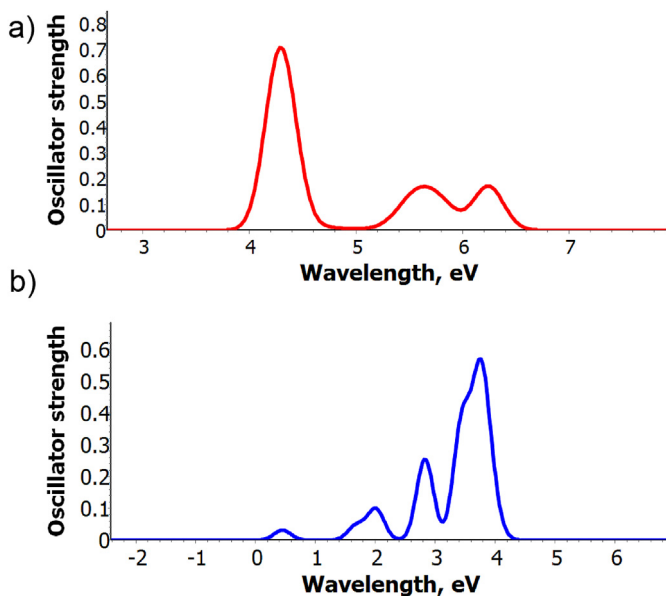 a)
Oscillator strength
0.8
0.7
0.6
0.5
0.4
0.3
0.2
0.1
0
3 4 5 6 7
Wavelength, eV
b)
Oscillator strength
0.6
0.5
0.4
0.3
0.2
0.1
0
-2 -1 0 1 2 3 4 5 6
Wavelength, eV